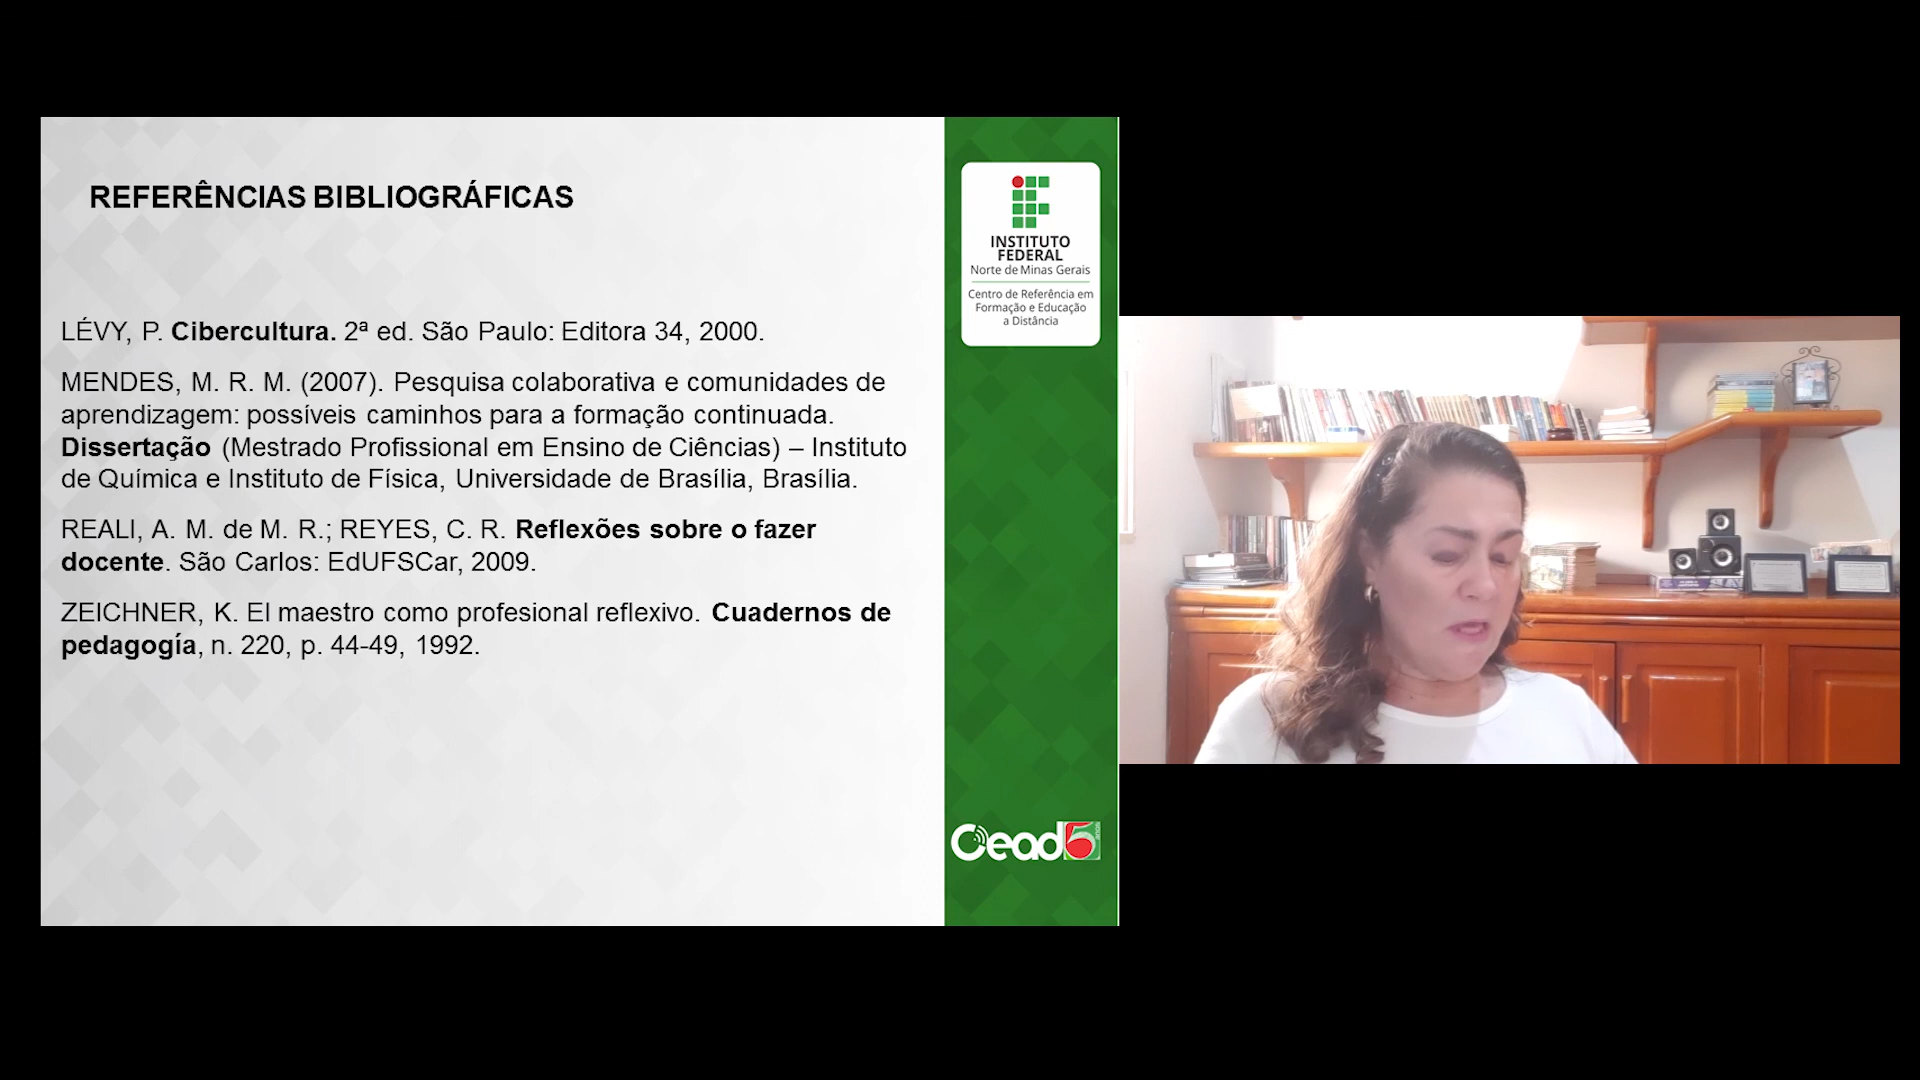 REFERÊNCIAS BIBLIOGRÁFICAS
LÉVY, P. Cibercultura. 2ª ed. São Paulo: Editora 34, 2000.
MENDES, M. R. M. (2007). Pesquisa colaborativa e comunidades de
aprendizagem: possíveis caminhos para a formação continuada.
Dissertação (Mestrado Profissional em Ensino de Ciências) – Instituto
de Química e Instituto de Física, Universidade de Brasília, Brasília.
REALI, A. M. de M. R.; REYES, C. R. Reflexões sobre o fazer
docente. São Carlos: EdUFSCar, 2009.
ZEICHNER, K. El maestro como profesional reflexivo. Cuadernos de
pedagogía, n. 220, p. 44-49, 1992.
INSTITUTO
FEDERAL
Norte de Minas Gerais
Centro de Referência em
Formação e Educação
a Distância
Cead 5